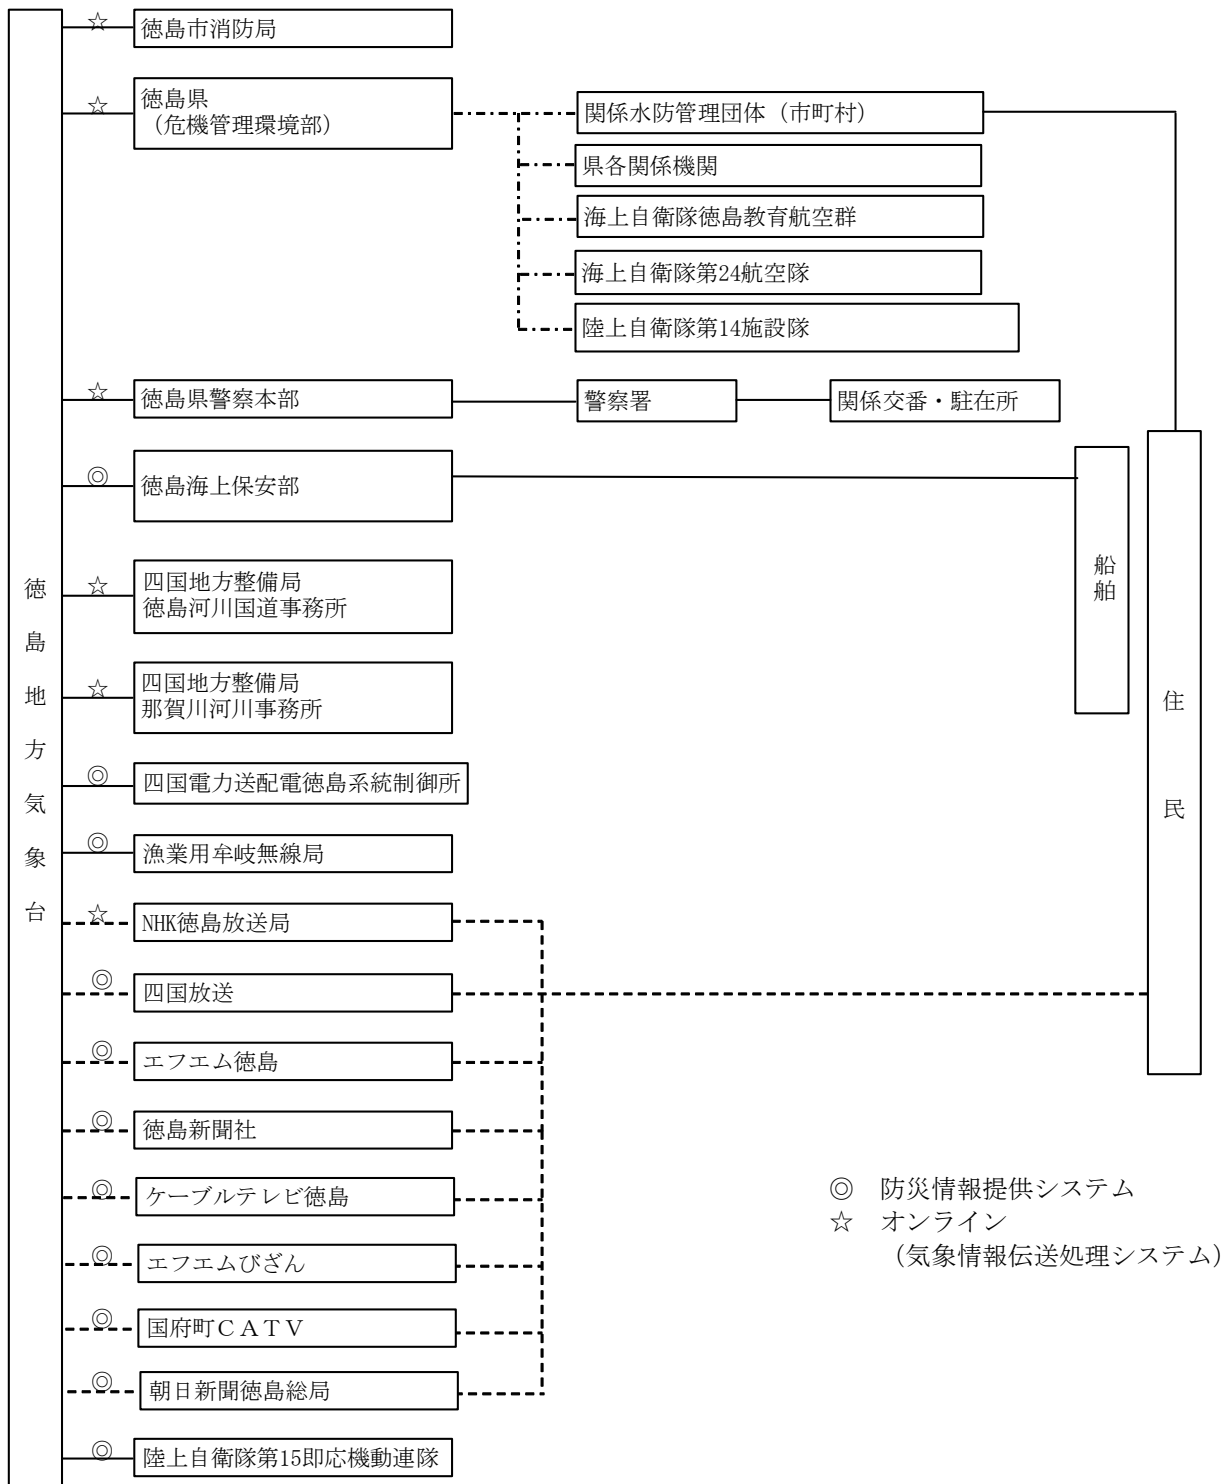 徳島地方気象台
☆
徳島市消防局
☆
徳島県
（危機管理環境部）
関係水防管理団体（市町村）
県各関係機関
海上自衛隊徳島教育航空群
海上自衛隊第24航空隊
陸上自衛隊第14施設隊
☆
徳島県警察本部
警察署
関係交番・駐在所
◎
徳島海上保安部
船舶
住民
☆
四国地方整備局
徳島河川国道事務所
☆
四国地方整備局
那賀川河川事務所
◎
四国電力送配電徳島系統制御所
◎
漁業用牟岐無線局
☆
NHK徳島放送局
◎
四国放送
◎
エフエム徳島
◎
徳島新聞社
◎
ケーブルテレビ徳島
◎
エフエムびざん
◎
国府町ＣＡＴＶ
◎
朝日新聞徳島総局
◎
陸上自衛隊第15即応機動連隊
◎　防災情報提供システム
☆　オンライン
（気象情報伝送処理システム）